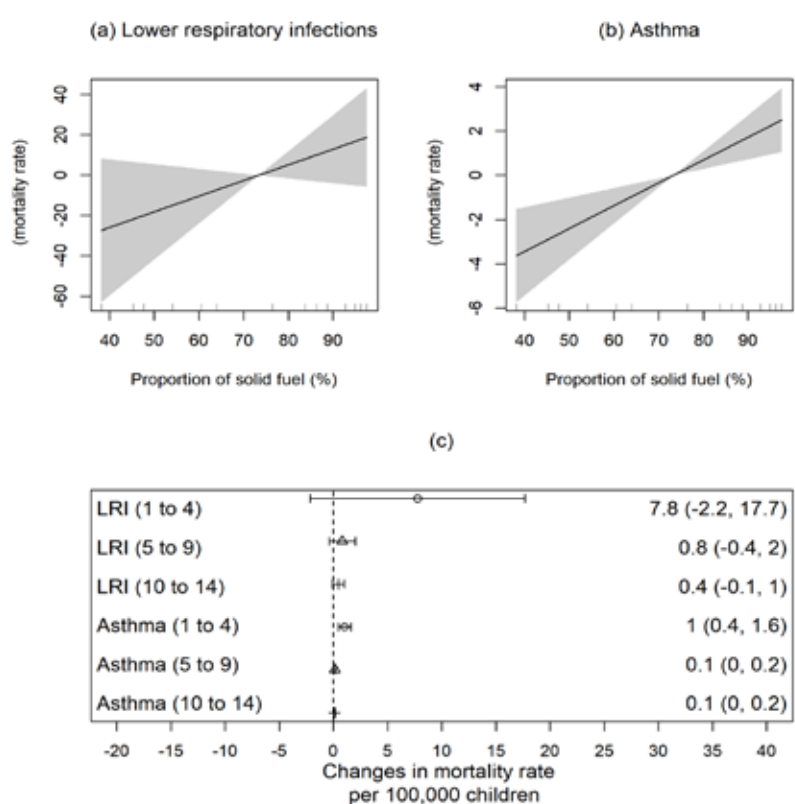 (a) Lower respiratory infections
(mortality rate)
40
20
0
-20
-40
-60
40 50 60 70 80 90
Proportion of solid fuel (%)
(b) Asthma
(mortality rate)
4
2
0
-2
-4
-6
40 50 60 70 80 90
Proportion of solid fuel (%)
(c)
LRI (1 to 4) 7.8 (-2.2, 17.7)
LRI (5 to 9) 0.8 (-0.4, 2)
LRI (10 to 14) 0.4 (-0.1, 1)
Asthma (1 to 4) 1 (0.4, 1.6)
Asthma (5 to 9) 0.1 (0, 0.2)
Asthma (10 to 14) 0.1 (0, 0.2)
-20 -15 -10 -5 0 5 10 15 20 25 30 35 40
Changes in mortality rate
per 100,000 children